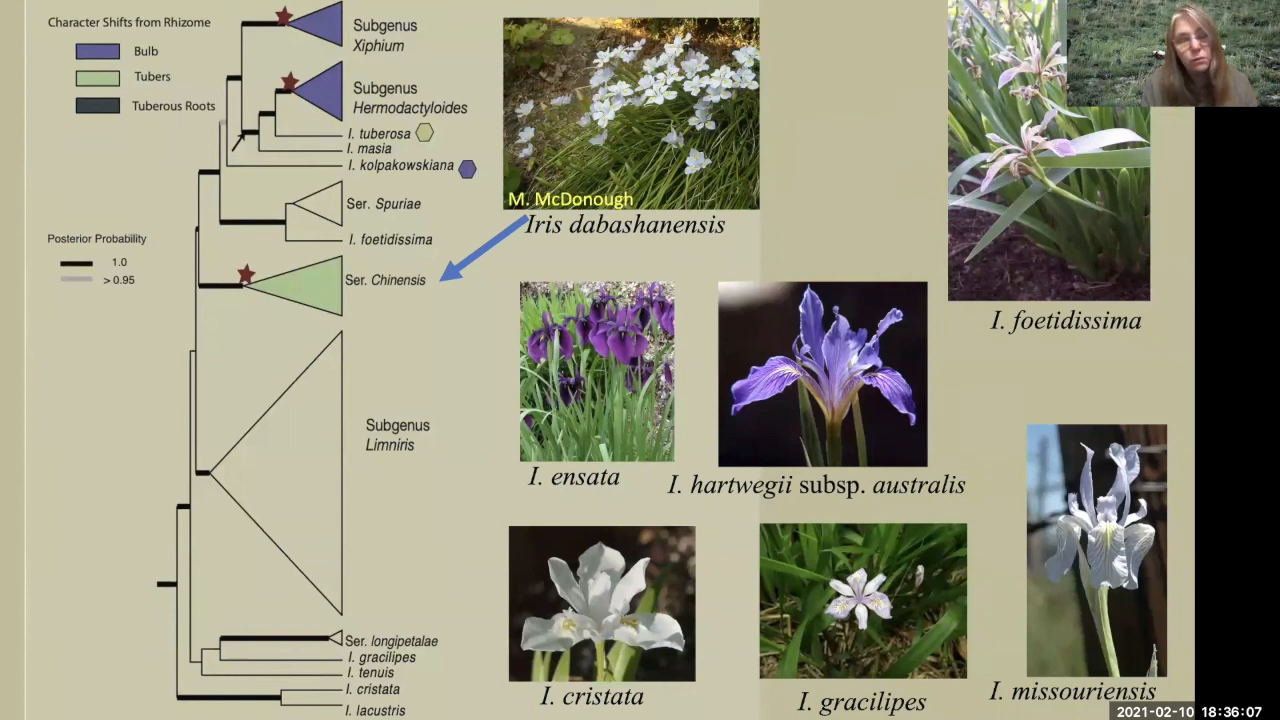 Character Shifts from Rhizome
Bulb
Tubers
Tuberous Roots
Posterior Probability
1.0
> 0.95
Subgenus
Xiphium
Subgenus
Hermodactyloides
I. tuberosa
I. masia
I. kolpakowskiana
Ser. Spuriae
I. foetidissima
Ser. Chinensis
Subgenus
Limniris
Ser. longipetalae
I. gracilipes
I. tenuis
I. cristata
I. lacustris
M. McDonough
Iris dabashanensis
I. foetidissima
I. ensata
I. hartwegii subsp. australis
I. cristata
I. gracilipes
I. missouriensis
2021-02-10 18:36:07